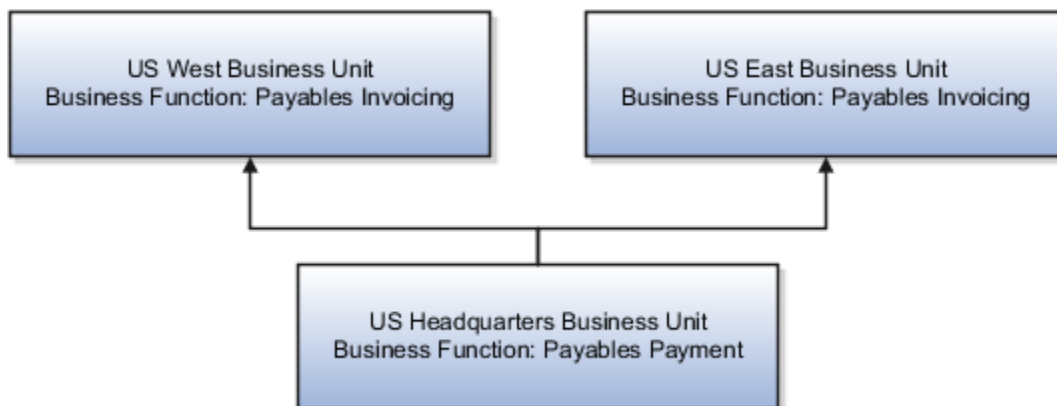 US West Business Unit
Business Function: Payables Invoicing
US East Business Unit
Business Function: Payables Invoicing
US Headquarters Business Unit
Business Function: Payables Payment